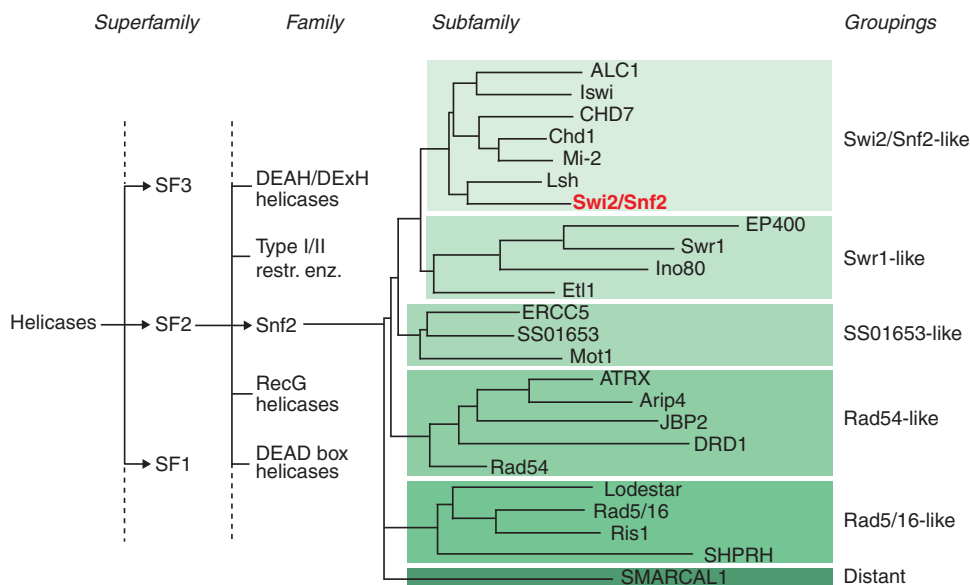 Superfamily Family Subfamily Groupings
ALC1
Iswi
CHD7
Chd1
Mi-2
Lsh
Swi2/Snf2
Swi2/Snf2-like
EP400
Swr1
Ino80
Etl1
Swr1-like
ERCC5
SS01653
Mot1
SS01653-like
ATRX
Arip4
JBP2
DRD1
Rad54
Rad54-like
Lodestar
Rad5/16
Ris1
SHPRH
Rad5/16-like
SMARCAL1
Distant
Helicases
SF3
SF2
SF1
DEAH/DExH
helicases
Type I/II
restr. enz.
Snf2
RecG
helicases
DEAD box
helicases